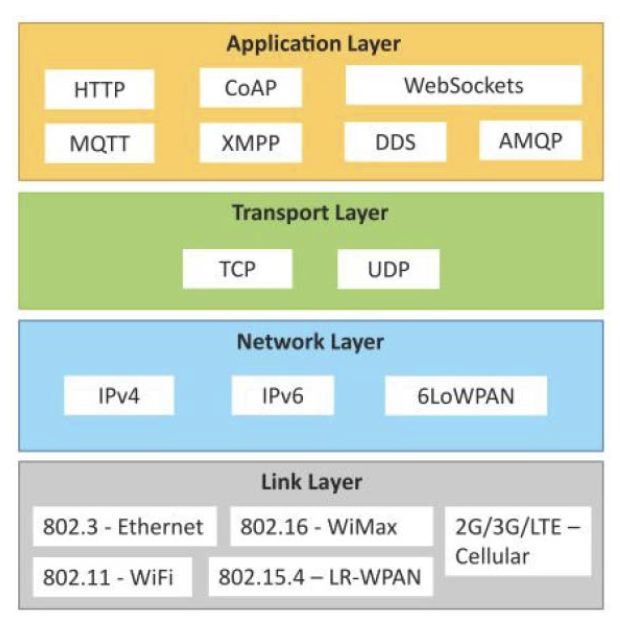 Application Layer
HTTP
CoAP
WebSockets
MQTT
XMPP
DDS
AMQP
Transport Layer
TCP
UDP
Network Layer
IPv4
IPv6
6LoWPAN
Link Layer
802.3 - Ethernet
802.16 - WiMax
2G/3G/LTE –
Cellular
802.11 - WiFi
802.15.4 – LR-WPAN